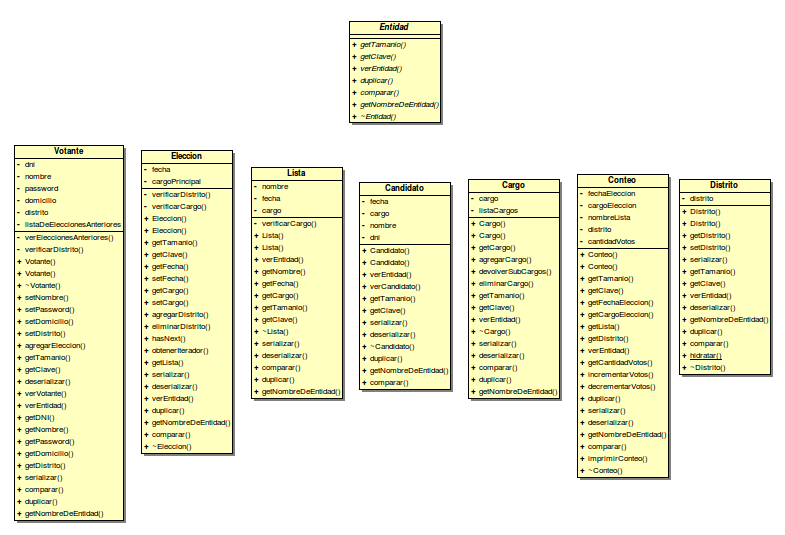 Entidad
+ getTamanio()
+ getClave()
+ verEntidad()
+ duplicar()
+ comparar()
+ getNombreDeEntidad()
+ ~Entidad()
Votante
- dni
- nombre
- password
- domicilio
- distrito
- listaDeEleccionesAnteriores
- verEleccionesAnteriores()
- verificarDistrito()
+ Votante()
+ Votante()
+ ~Votante()
+ setNombre()
+ setPassword()
+ setDomicilio()
+ setDistrito()
+ agregarEleccion()
+ getTamanio()
+ getClave()
+ deserializar()
+ verVotante()
+ verEntidad()
+ getDNI()
+ getNombre()
+ getPassword()
+ getDomicilio()
+ getDistrito()
+ serializar()
+ comparar()
+ duplicar()
+ getNombreDeEntidad()
Eleccion
- fecha
- cargoPrincipal
- verificarDistrito()
- verificarCargo()
+ Eleccion()
+ Eleccion()
+ getTamanio()
+ getClave()
+ getFecha()
+ setFecha()
+ getCargo()
+ setCargo()
+ agregarDistrito()
+ eliminarDistrito()
+ hasNext()
+ obtenerIterador()
+ getLista()
+ serializar()
+ deserializar()
+ verEntidad()
+ duplicar()
+ getNombreDeEntidad()
+ comparar()
+ ~Eleccion()
Lista
- nombre
- fecha
- cargo
- verificarCargo()
+ Lista()
+ Lista()
+ verEntidad()
+ getNombre()
+ getFecha()
+ getCargo()
+ getTamanio()
+ getClave()
+ ~Lista()
+ serializar()
+ deserializar()
+ comparar()
+ duplicar()
+ getNombreDeEntidad()
Candidato
- fecha
- cargo
- nombre
- dni
+ Candidato()
+ Candidato()
+ verEntidad()
+ verCandidato()
+ getTamanio()
+ getClave()
+ serializar()
+ deserializar()
+ ~Candidato()
+ duplicar()
+ getNombreDeEntidad()
+ comparar()
Cargo
- cargo
- listaCargos
+ Cargo()
+ Cargo()
+ getCargo()
+ agregarCargo()
+ devolverSubCargos()
+ eliminarCargo()
+ getTamanio()
+ getClave()
+ verEntidad()
+ ~Cargo()
+ serializar()
+ deserializar()
+ comparar()
+ duplicar()
+ getNombreDeEntidad()
Conteo
- fechaEleccion
- cargoEleccion
- nombreLista
- distrito
- cantidadVotos
+ Conteo()
+ Conteo()
+ getTamanio()
+ getClave()
+ getFechaEleccion()
+ getCargoEleccion()
+ getLista()
+ getDistrito()
+ verEntidad()
+ getCantidadVotos()
+ incrementarVotos()
+ decrementarVotos()
+ duplicar()
+ serializar()
+ deserializar()
+ getNombreDeEntidad()
+ comparar()
+ imprimirConteo()
+ ~Conteo()
Distrito
- distrito
+ Distrito()
+ Distrito()
+ getDistrito()
+ setDistrito()
+ serializar()
+ getTamanio()
+ getClave()
+ verEntidad()
+ deserializar()
+ getNombreDeEntidad()
+ duplicar()
+ comparar()
+ hidratar()
+ ~Distrito()